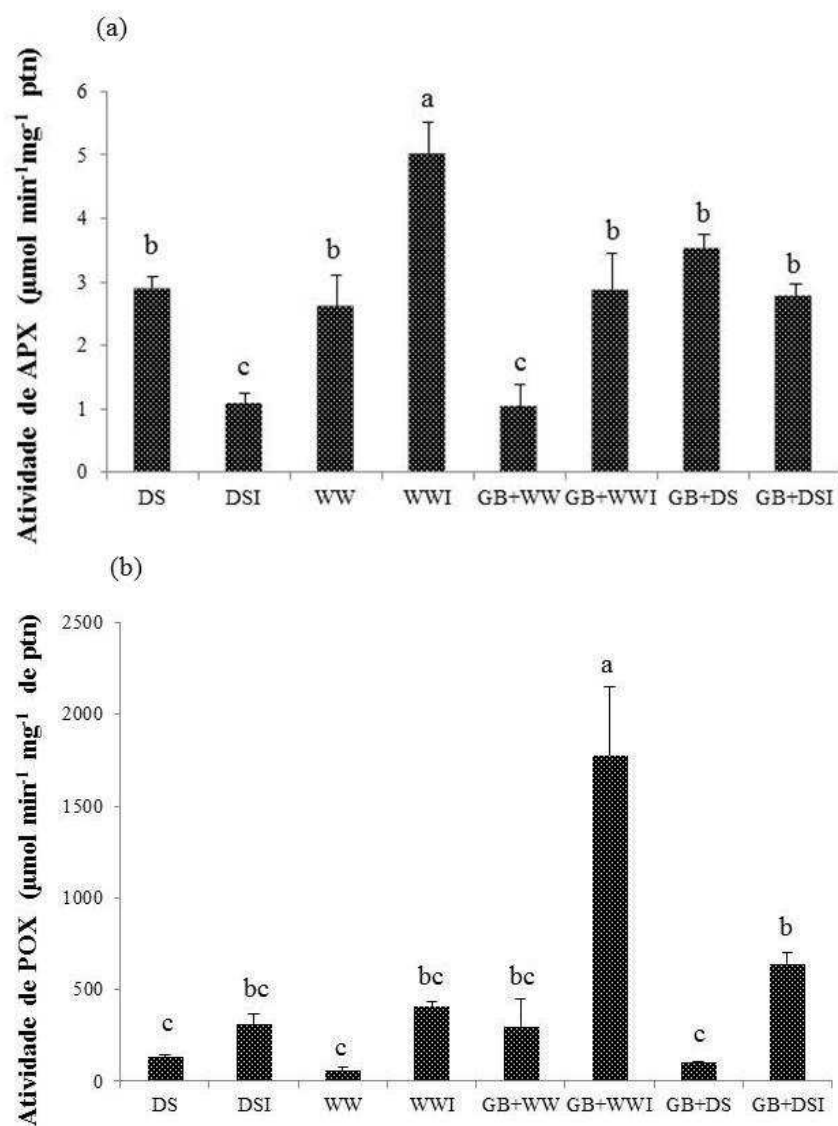 (a)
Atividade de APX (µmol min⁻¹mg⁻¹ ptn)
6
5
4
3
2
1
0
b
c
b
a
c
b
b
b
DS DSI WW WWI GB+WW GB+WWI GB+DS GB+DSI
(b)
Atividade de POX (µmol min⁻¹ mg⁻¹ de ptn)
2500
2000
1500
1000
500
0
c
bc
c
bc
bc
a
c
b
DS DSI WW WWI GB+WW GB+WWI GB+DS GB+DSI